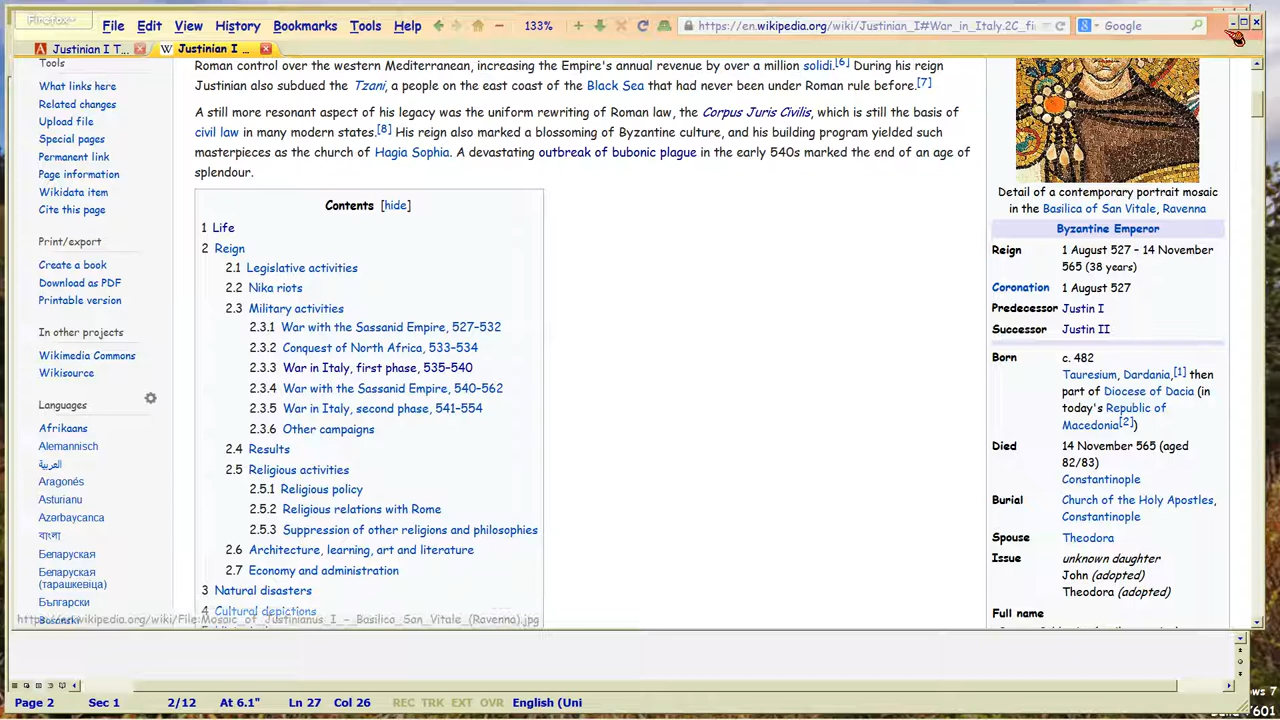 Firefox
File Edit View History Bookmarks Tools Help 133% https://en.wikipedia.org/wiki/Justinian_I#War_in_Italy.2C_fi Google
Justinian I T... Justinian I ...
Tools
What links here
Related changes
Upload file
Special pages
Permanent link
Page information
Wikidata item
Cite this page
Print/export
Create a book
Download as PDF
Printable version
In other projects
Wikimedia Commons
Wikisource
Languages
Afrikaans
Alemannisch
العربية
Aragonés
Asturianu
Azərbaycanca
বাংলা
Беларуская
Беларуская
(тарашкевіца)
Български
Bosanski
Roman control over the western Mediterranean, increasing the Empire's annual revenue by over a million solidi.[6] During his reign
Justinian also subdued the Tzani, a people on the east coast of the Black Sea that had never been under Roman rule before.[7]
A still more resonant aspect of his legacy was the uniform rewriting of Roman law, the Corpus Juris Civilis, which is still the basis of
civil law in many modern states.[8] His reign also marked a blossoming of Byzantine culture, and his building program yielded such
masterpieces as the church of Hagia Sophia. A devastating outbreak of bubonic plague in the early 540s marked the end of an age of
splendour.
Contents [hide]
1 Life
2 Reign
2.1 Legislative activities
2.2 Nika riots
2.3 Military activities
2.3.1 War with the Sassanid Empire, 527–532
2.3.2 Conquest of North Africa, 533–534
2.3.3 War in Italy, first phase, 535–540
2.3.4 War with the Sassanid Empire, 540–562
2.3.5 War in Italy, second phase, 541–554
2.3.6 Other campaigns
2.4 Results
2.5 Religious activities
2.5.1 Religious policy
2.5.2 Religious relations with Rome
2.5.3 Suppression of other religions and philosophies
2.6 Architecture, learning, art and literature
2.7 Economy and administration
3 Natural disasters
4 Cultural depictions
https://en.wikipedia.org/wiki/File:Mosaic_of_Justinianus_I_-_Basilica_San_Vitale_(Ravenna).jpg
Detail of a contemporary portrait mosaic
in the Basilica of San Vitale, Ravenna
Byzantine Emperor
Reign 1 August 527 – 14 November
565 (38 years)
Coronation 1 August 527
Predecessor Justin I
Successor Justin II
Born c. 482
Tauresium, Dardania,[1] then
part of Diocese of Dacia (in
today's Republic of
Macedonia[2])
Died 14 November 565 (aged
82/83)
Constantinople
Burial Church of the Holy Apostles,
Constantinople
Spouse Theodora
Issue unknown daughter
John (adopted)
Theodora (adopted)
Full name
Page 2 Sec 1 2/12 At 6.1" Ln 27 Col 26 REC TRK EXT OVR English (Uni